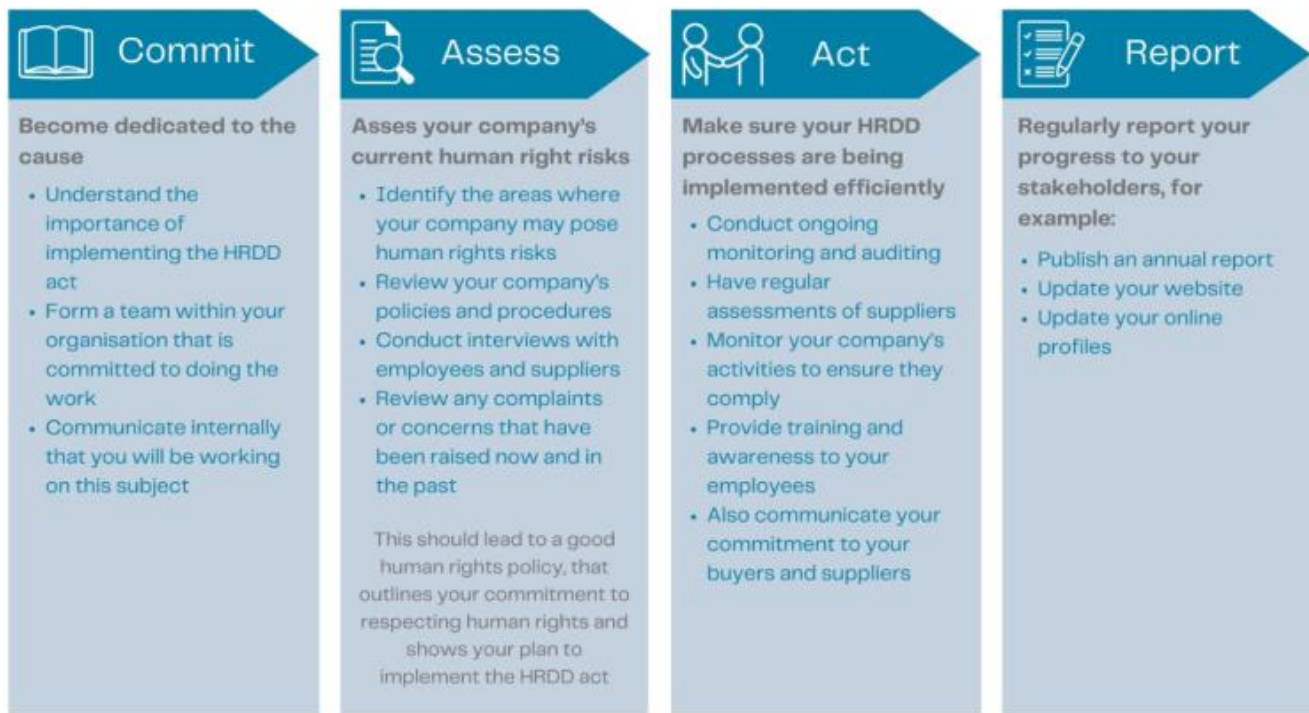 Commit
Become dedicated to the
cause
• Understand the
importance of
implementing the HRDD
act
• Form a team within your
organisation that is
committed to doing the
work
• Communicate internally
that you will be working
on this subject
Assess
Asses your company's
current human right risks
• Identify the areas where
your company may pose
human rights risks
• Review your company's
policies and procedures
• Conduct interviews with
employees and suppliers
• Review any complaints
or concerns that have
been raised now and in
the past
This should lead to a good
human rights policy, that
outlines your commitment to
respecting human rights and
shows your plan to
implement the HRDD act
Act
Make sure your HRDD
processes are being
implemented efficiently
• Conduct ongoing
monitoring and auditing
• Have regular
assessments of suppliers
• Monitor your company's
activities to ensure they
comply
• Provide training and
awareness to your
employees
• Also communicate your
commitment to your
buyers and suppliers
Report
Regularly report your
progress to your
stakeholders, for
example:
• Publish an annual report
• Update your website
• Update your online
profiles